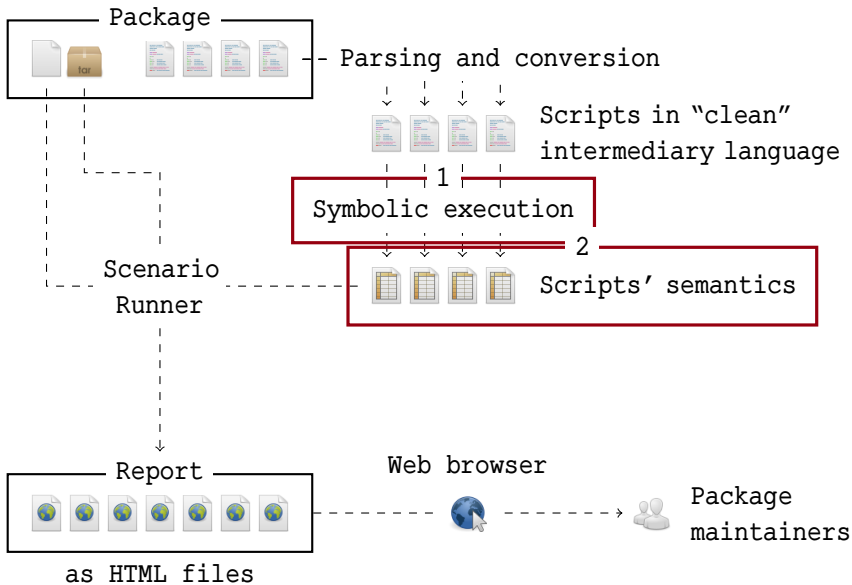 Package
tar
Parsing and conversion
Scripts in “clean”
intermediary language
1
Symbolic execution
2
Scripts’ semantics
Scenario
Runner
Report
Web browser
Package
maintainers
as HTML files